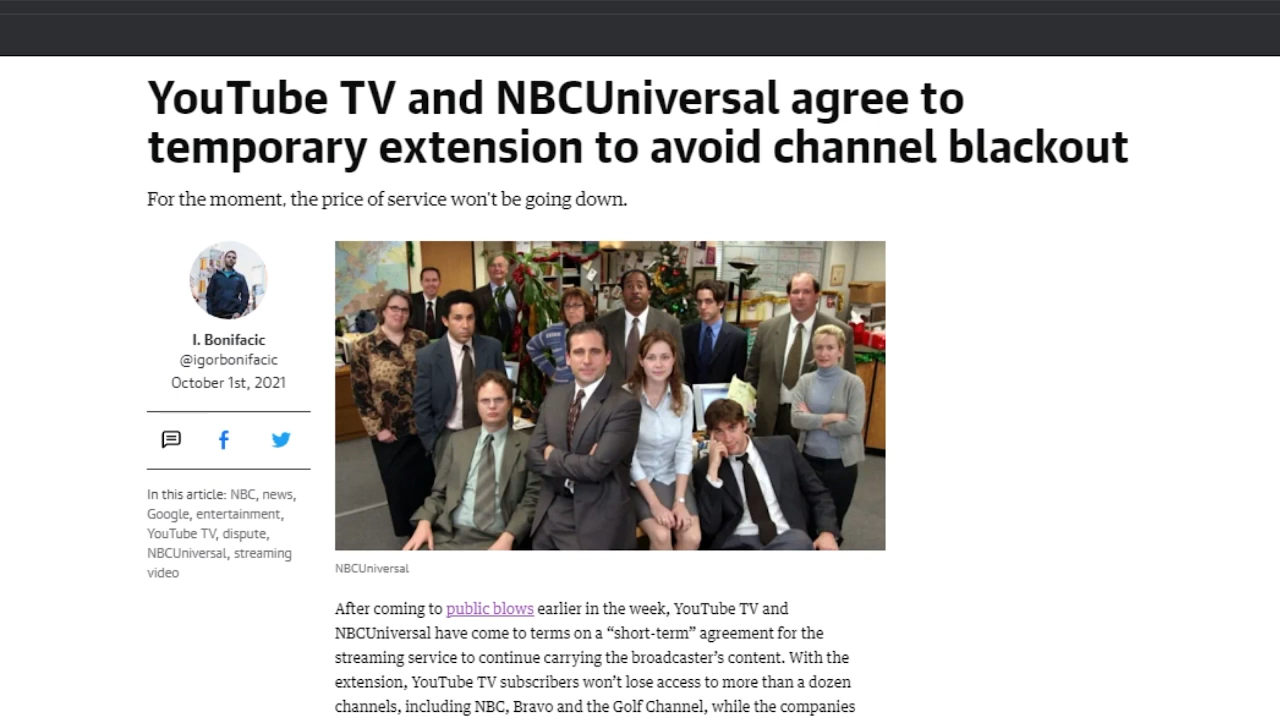 YouTube TV and NBCUniversal agree to
temporary extension to avoid channel blackout
For the moment, the price of service won't be going down.
I. Bonifacic
@igorbonifacic
October 1st, 2021
In this article: NBC, news,
Google, entertainment,
YouTube TV, dispute,
NBCUniversal, streaming
video
NBCUniversal
After coming to public blows earlier in the week, YouTube TV and
NBCUniversal have come to terms on a “short-term” agreement for the
streaming service to continue carrying the broadcaster’s content. With the
extension, YouTube TV subscribers won’t lose access to more than a dozen
channels, including NBC, Bravo and the Golf Channel, while the companies